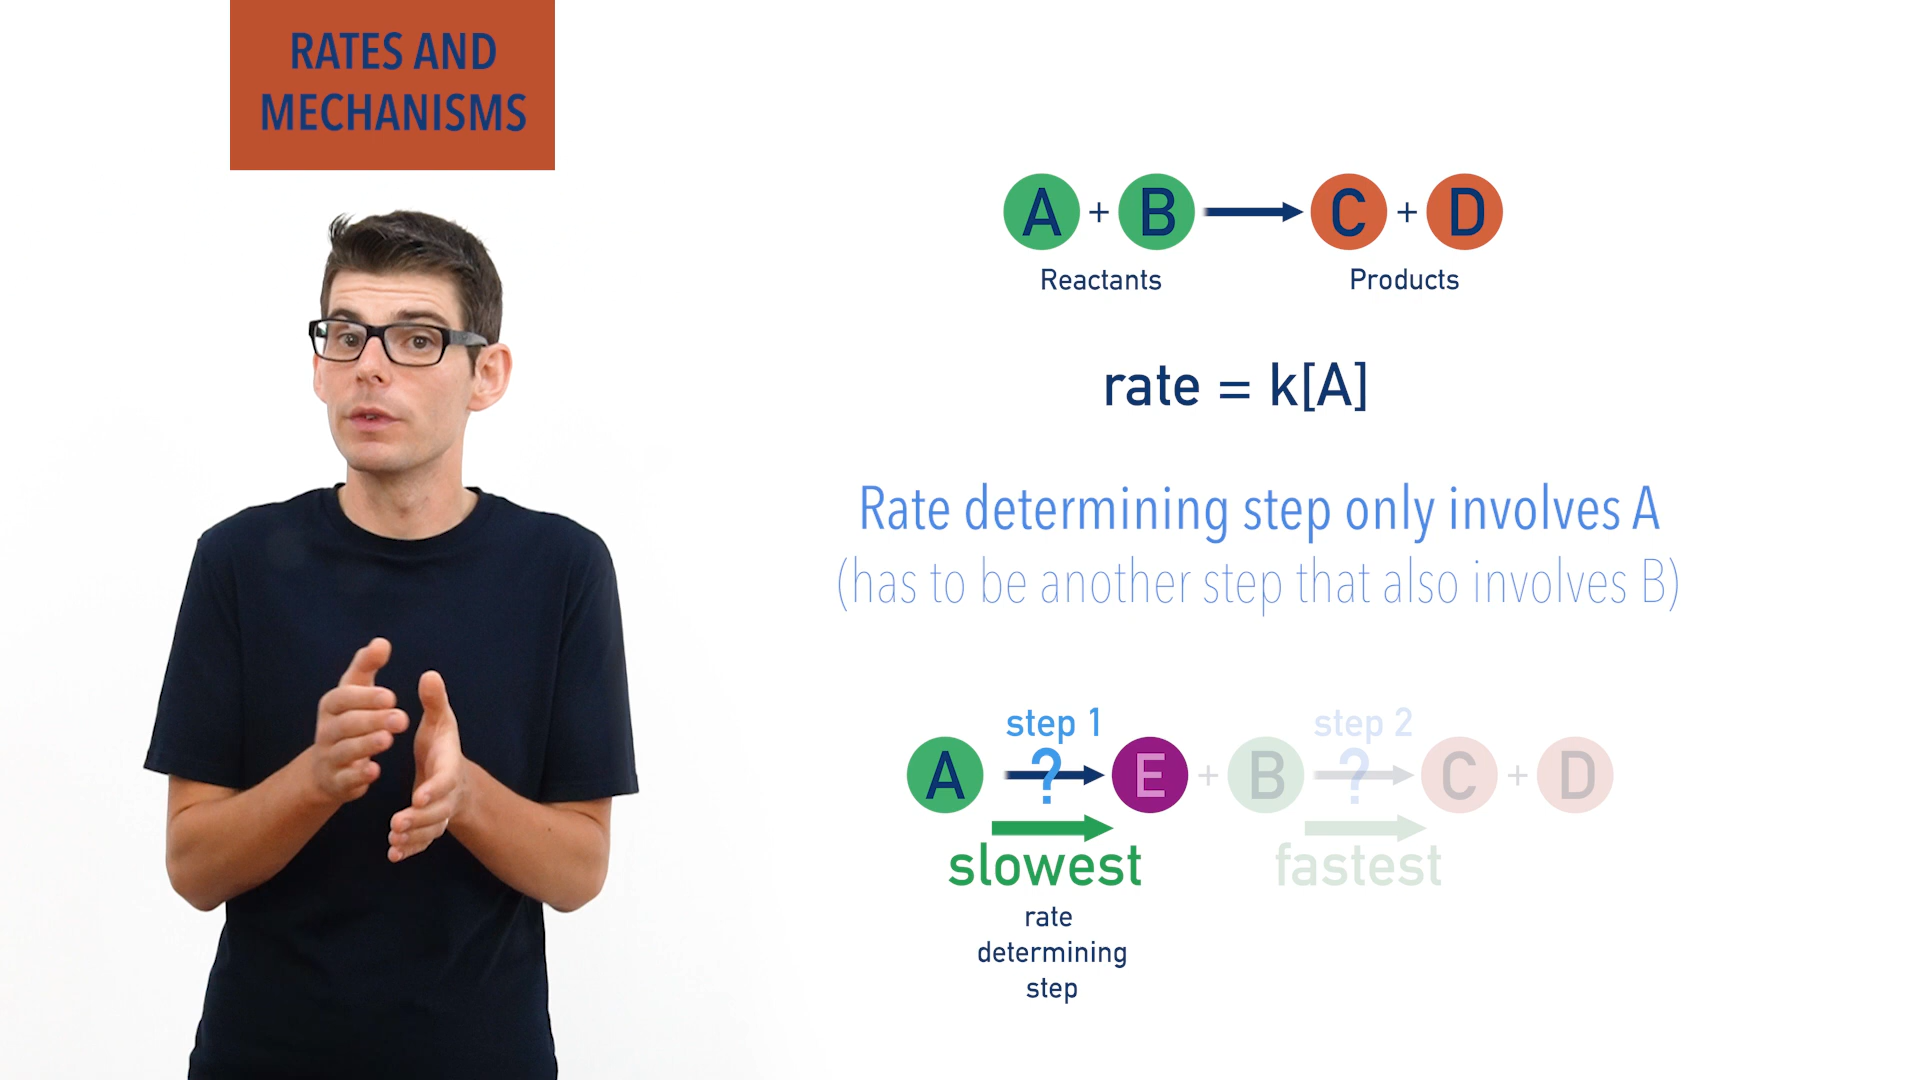 RATES AND
MECHANISMS
A + B C + D
Reactants Products
rate = k[A]
Rate determining step only involves A
(has to be another step that also involves B)
step 1 step 2
A ? E + B ? C + D
slowest fastest
rate
determining
step